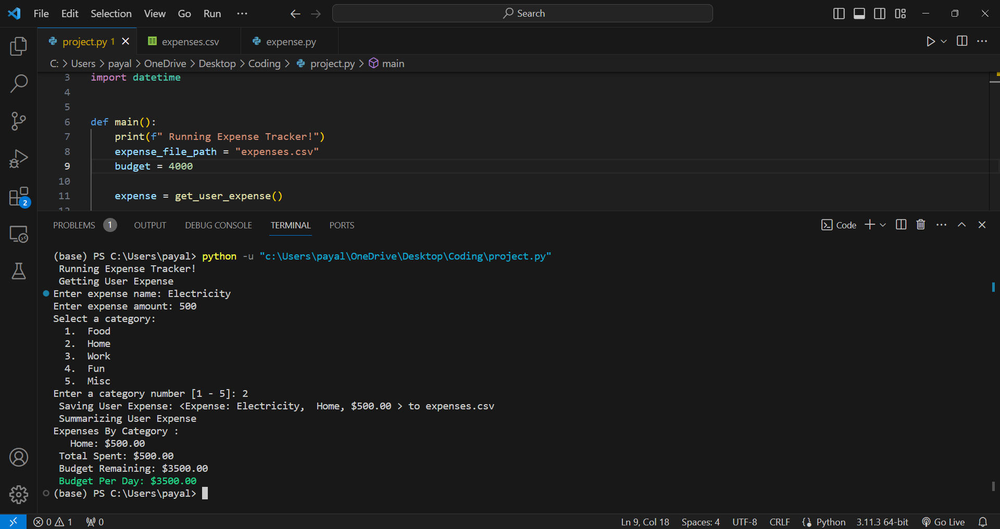 File Edit Selection View Go Run ··· Search
project.py 1 expenses.csv expense.py
C: > Users > payal > OneDrive > Desktop > Coding > project.py > main
3 import datetime
4
5
6 def main():
7 print(f" Running Expense Tracker!")
8 expense_file_path = "expenses.csv"
9 budget = 4000
10
11 expense = get_user_expense()
PROBLEMS 1 OUTPUT DEBUG CONSOLE TERMINAL PORTS Code
(base) PS C:\Users\payal> python -u "c:\Users\payal\OneDrive\Desktop\Coding\project.py"
Running Expense Tracker!
Getting User Expense
Enter expense name: Electricity
Enter expense amount: 500
Select a category:
1. Food
2. Home
2
3. Work
4. Fun
5. Misc
Enter a category number [1 - 5]: 2
Saving User Expense: <Expense: Electricity, Home, $500.00 > to expenses.csv
Summarizing User Expense
Expenses By Category :
Home: $500.00
Total Spent: $500.00
Budget Remaining: $3500.00
Budget Per Day: $3500.00
(base) PS C:\Users\payal>
0 1 0 Ln 9, Col 18 Spaces: 4 UTF-8 CRLF {} Python 3.11.3 64-bit Go Live